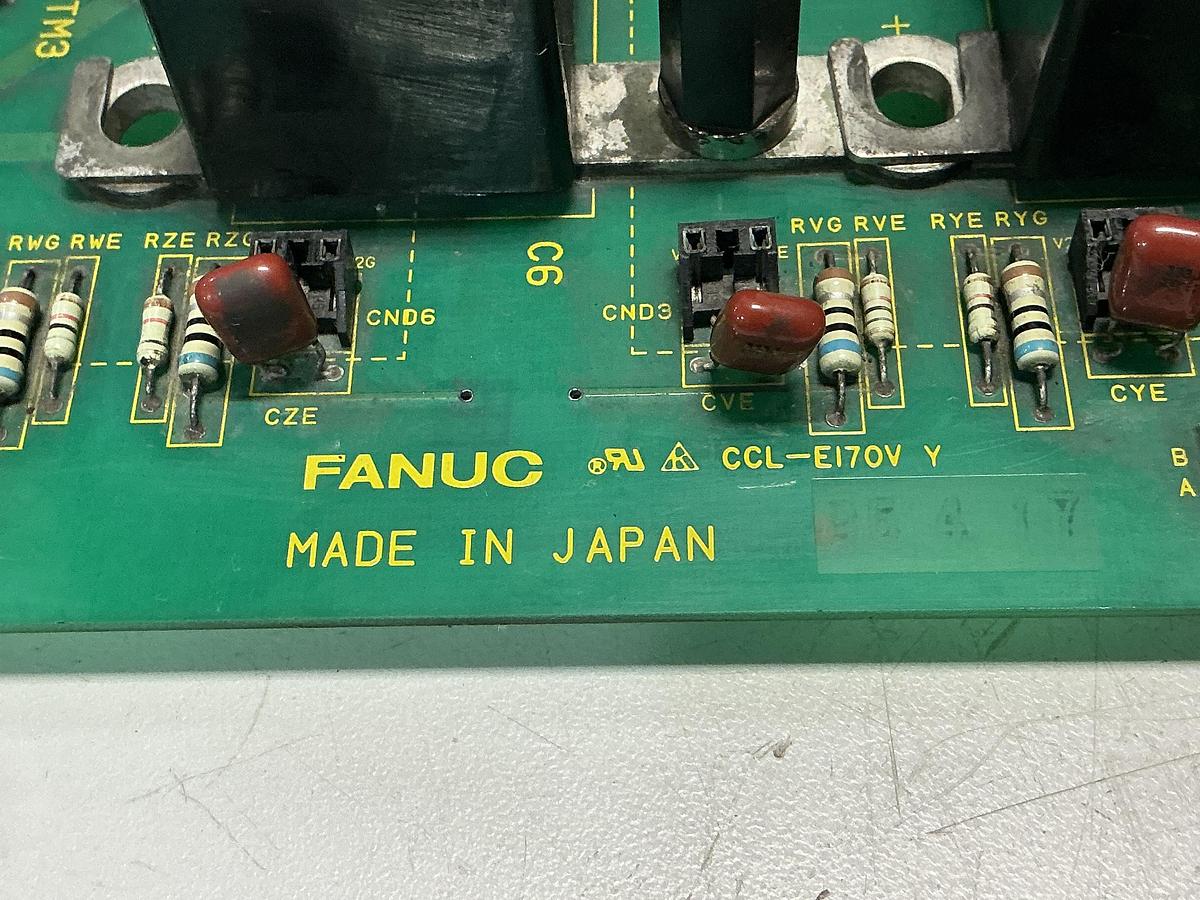 TM3
+
RWG RWE RZE
CND6
C6
CND3
RVG RVE RYE RYG
CZE
CVE
CYE
FANUC ® CCL-E170V Y
MADE IN JAPAN
B
A